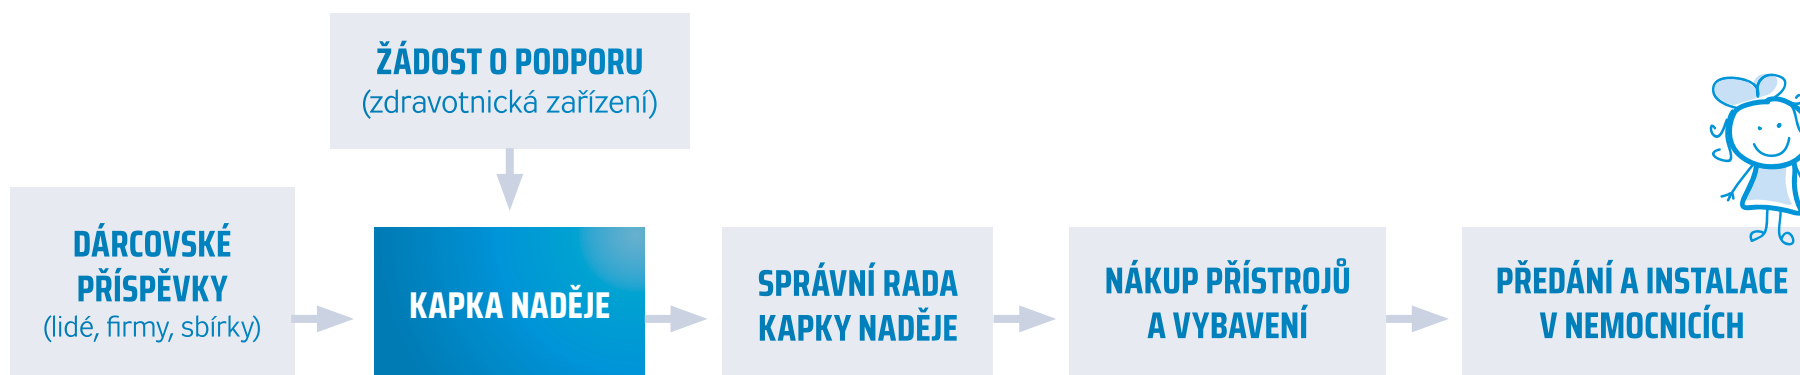 ŽÁDOST O PODPORU
(zdravotnická zařízení)
DÁRCOVSKÉ
PŘÍSPĚVKY
(lidé, firmy, sbírky)
KAPKA NADĚJE
SPRÁVNÍ RADA
KAPKY NADĚJE
NÁKUP PŘÍSTROJŮ
A VYBAVENÍ
PŘEDÁNÍ A INSTALACE
V NEMOCNICÍCH